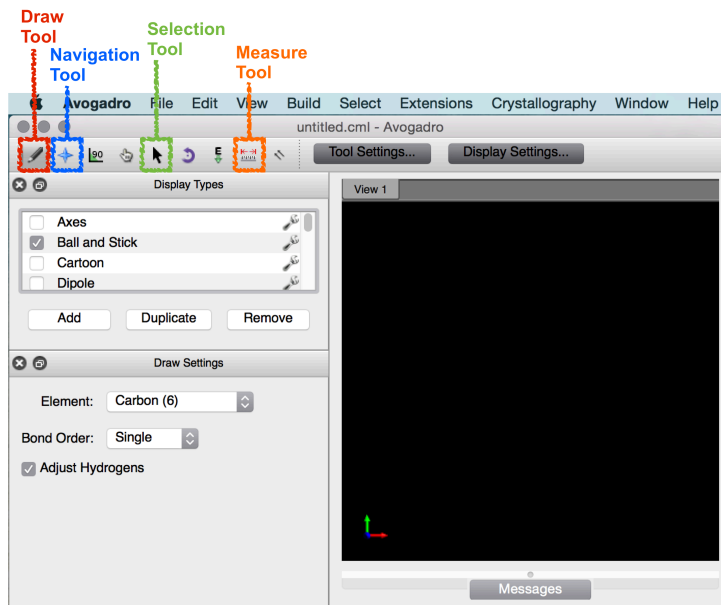 Draw
Tool
Navigation
Tool
Selection
Tool
Measure
Tool
Avogadro File Edit View Build Select Extensions Crystallography Window Help
untitled.cml - Avogadro
90
E
Tool Settings... Display Settings...
Display Types
View 1
Axes
Ball and Stick
Cartoon
Dipole
Add Duplicate Remove
Draw Settings
Element: Carbon (6)
Bond Order: Single
Adjust Hydrogens
Messages